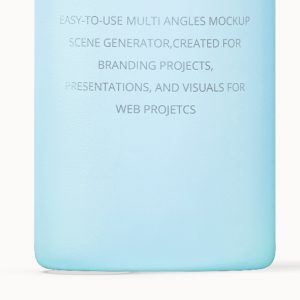 EASY-TO-USE MULTI ANGLES MOCKUP
SCENE GENERATOR,CREATED FOR
BRANDING PROJECTS,
PRESENTATIONS, AND VISUALS FOR
WEB PROJETCS